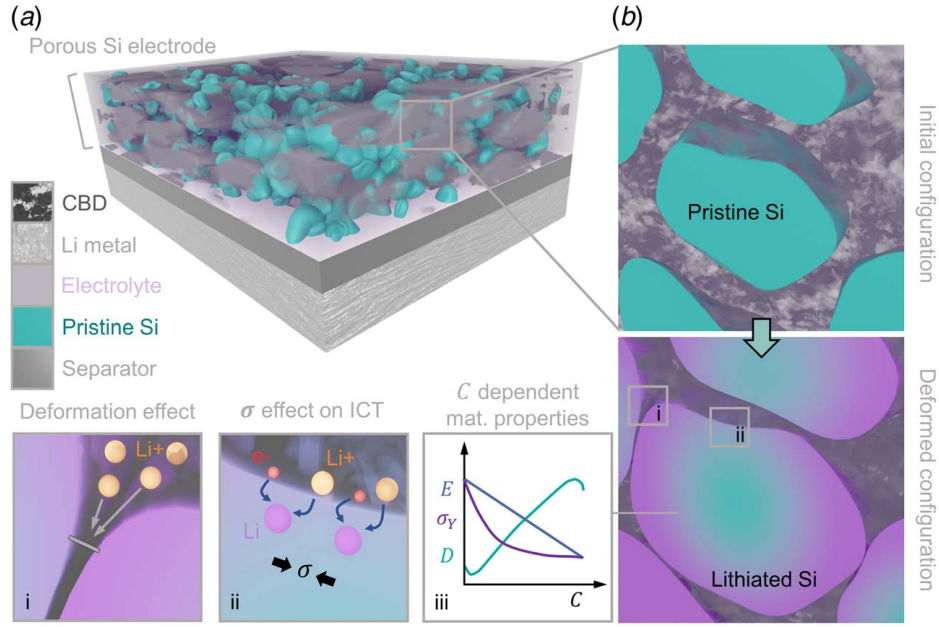 (a)
Porous Si electrode
CBD
Li metal
Electrolyte
Pristine Si
Separator
(b)
Pristine Si
Initial configuration
i
ii
Lithiated Si
Deformed configuration
Deformation effect
Li+
i
σ effect on ICT
e-
Li+
Li
σ
ii
C dependent
mat. properties
E
σY
D
iii
C